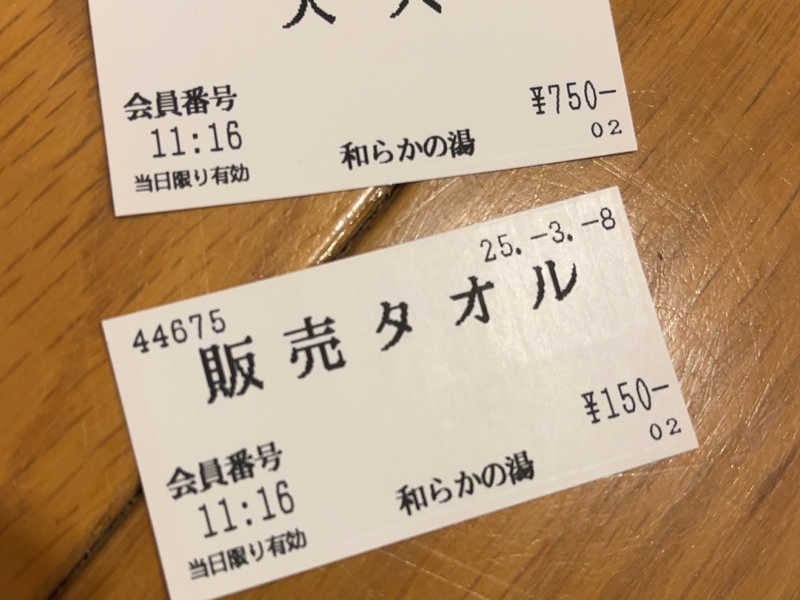 大人
会員番号
¥750-
11:16
和らかの湯
02
当日限り有効
25.-3.-8
44675
販売タオル
¥150-
会員番号
02
11:16
和らかの湯
当日限り有効